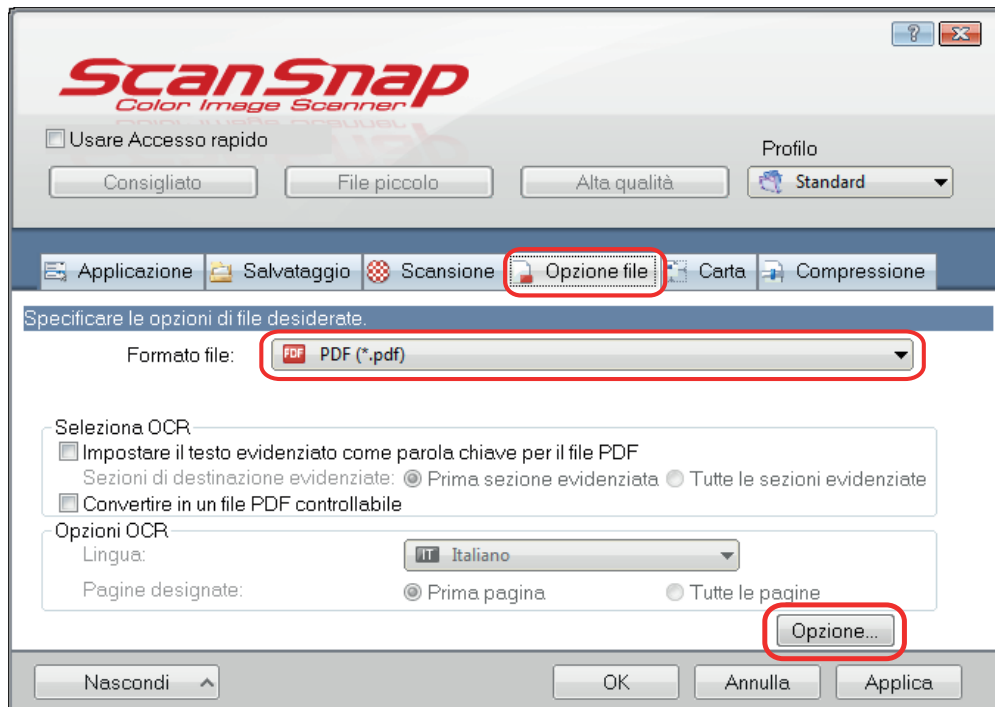 ScanSnap
Color Image Scanner
Usare Accesso rapido
Profilo
Consigliato File piccolo Alta qualità Standard
Applicazione Salvataggio Scansione Opzione file Carta Compressione
Specificare le opzioni di file desiderate.
Formato file: PDF PDF (*.pdf)
Seleziona OCR
Impostare il testo evidenziato come parola chiave per il file PDF
Sezioni di destinazione evidenziate: Prima sezione evidenziata Tutte le sezioni evidenziate
Convertire in un file PDF controllabile
Opzioni OCR
Lingua: IT Italiano
Pagine designate: Prima pagina Tutte le pagine
Opzione...
Nascondi OK Annulla Applica